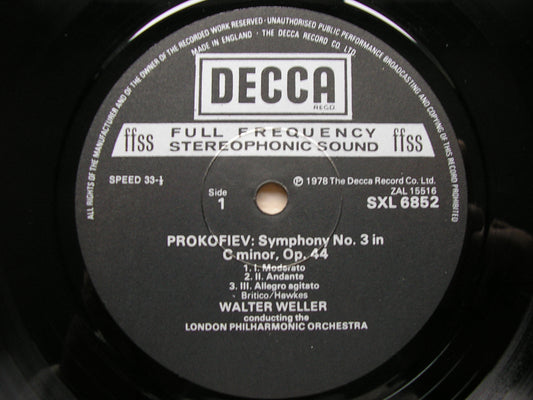 ALL RIGHTS OF THE MANUFACTURER AND OF THE OWNER OF THE RECORDED WORK RESERVED · UNAUTHORISED PUBLIC PERFORMANCE BROADCASTING AND COPYING OF THIS RECORD PROHIBITED
MADE IN ENGLAND · THE DECCA RECORD CO. LTD.
DECCA
REGD
ffss FULL FREQUENCY ffss
STEREOPHONIC SOUND
SPEED 33-⅓
Side
1
Ⓟ 1978 The Decca Record Co. Ltd.
ZAL 15516
SXL 6852
PROKOFIEV: Symphony No. 3 in
C minor, Op. 44
1. I. Moderato
2. II. Andante
3. III. Allegro agitato
Britico/Hawkes
WALTER WELLER
conducting the
LONDON PHILHARMONIC ORCHESTRA